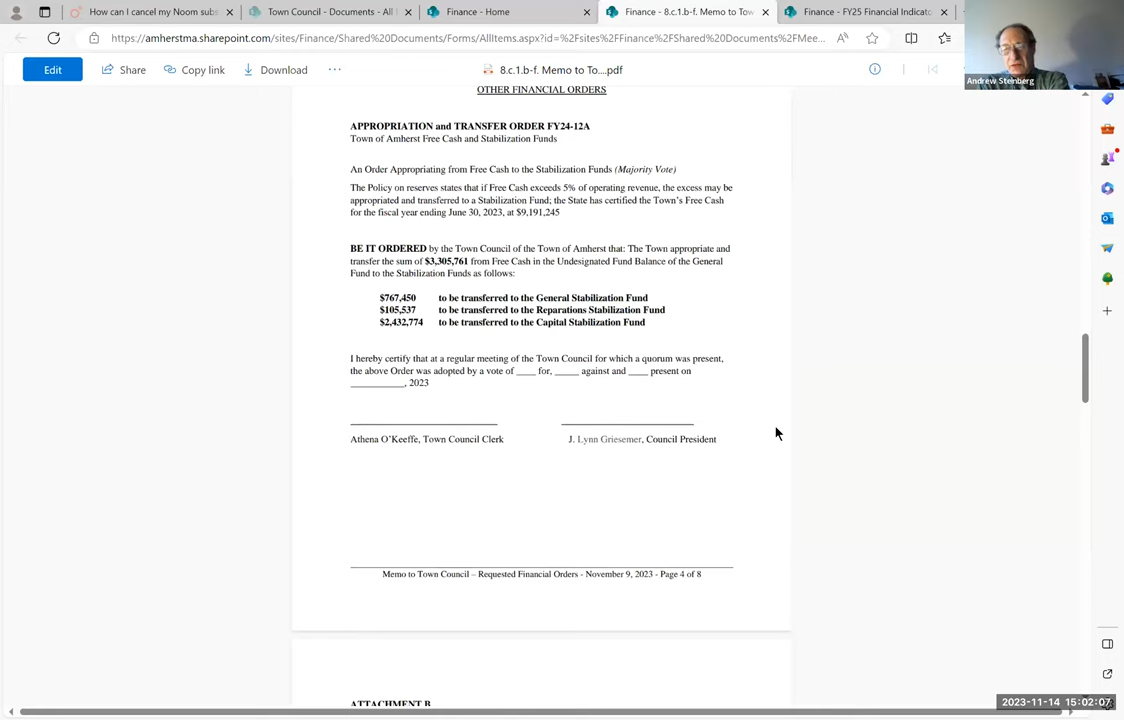 How can I cancel my Noom subs
Town Council - Documents - All
Finance - Home
Finance - 8.c.1.b-f. Memo to Tow
Finance - FY25 Financial Indicato
https://amherstma.sharepoint.com/sites/Finance/Shared%20Documents/Forms/AllItems.aspx?id=%2Fsites%2FFinance%2FShared%20Documents%2FMee...
Edit
Share
Copy link
Download
8.c.1.b-f. Memo to To....pdf
Andrew Steinberg
OTHER FINANCIAL ORDERS
APPROPRIATION and TRANSFER ORDER FY24-12A
Town of Amherst Free Cash and Stabilization Funds
An Order Appropriating from Free Cash to the Stabilization Funds (Majority Vote)
The Policy on reserves states that if Free Cash exceeds 5% of operating revenue, the excess may be
appropriated and transferred to a Stabilization Fund; the State has certified the Town's Free Cash
for the fiscal year ending June 30, 2023, at $9,191,245
BE IT ORDERED by the Town Council of the Town of Amherst that: The Town appropriate and
transfer the sum of $3,305,761 from Free Cash in the Undesignated Fund Balance of the General
Fund to the Stabilization Funds as follows:
$767,450 to be transferred to the General Stabilization Fund
$105,537 to be transferred to the Reparations Stabilization Fund
$2,432,774 to be transferred to the Capital Stabilization Fund
I hereby certify that at a regular meeting of the Town Council for which a quorum was present,
the above Order was adopted by a vote of ____ for, _____ against and ____ present on
___________, 2023
Athena O'Keeffe, Town Council Clerk
J. Lynn Griesemer, Council President
Memo to Town Council – Requested Financial Orders - November 9, 2023 - Page 4 of 8
ATTACHMENT B
2023-11-14 15:02:07